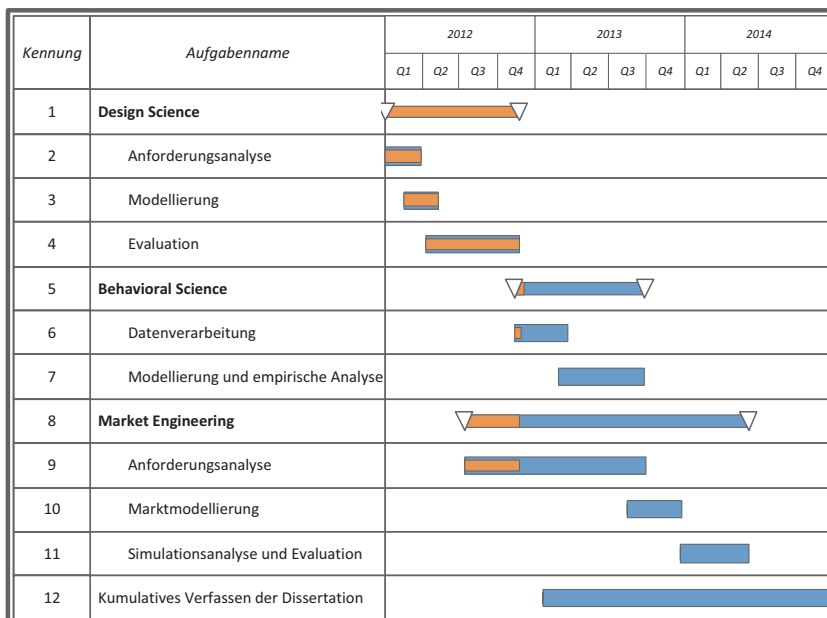 Kennung Aufgabenname 2012 2013 2014
Q1 Q2 Q3 Q4 Q1 Q2 Q3 Q4 Q1 Q2 Q3 Q4
1 Design Science
2 Anforderungsanalyse
3 Modellierung
4 Evaluation
5 Behavioral Science
6 Datenverarbeitung
7 Modellierung und empirische Analyse
8 Market Engineering
9 Anforderungsanalyse
10 Marktmodellierung
11 Simulationsanalyse und Evaluation
12 Kumulatives Verfassen der Dissertation